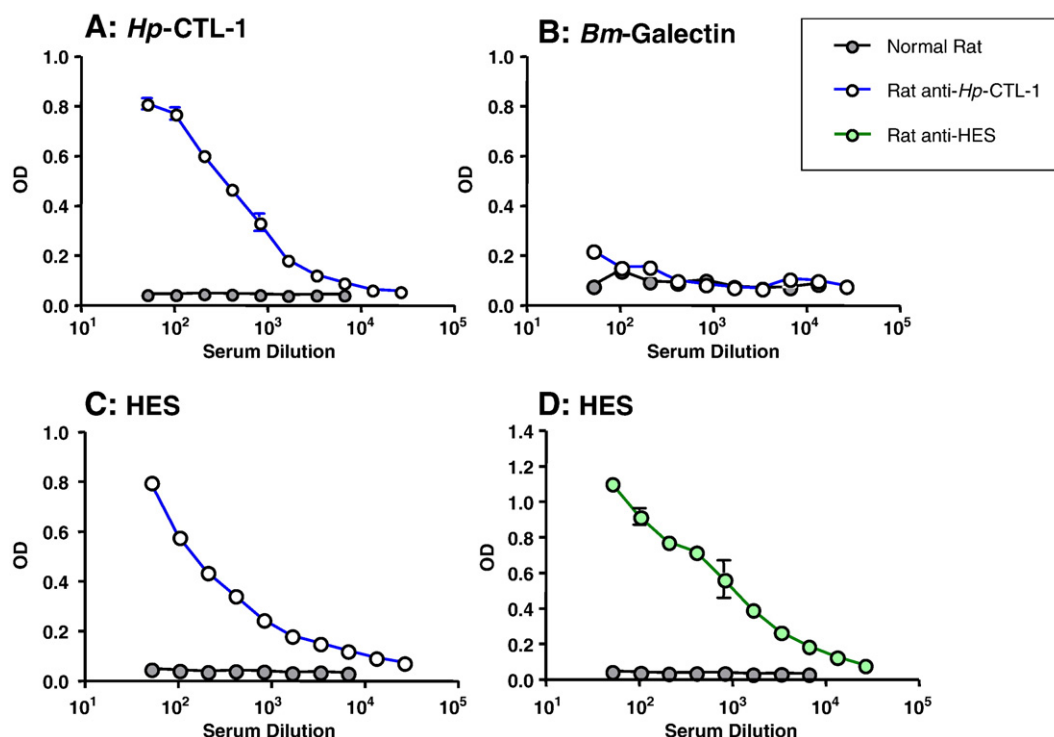 A: Hp-CTL-1
1.0
0.8
0.6
0.4
0.2
0.0
OD
10¹ 10² 10³ 10⁴ 10⁵
Serum Dilution
B: Bm-Galectin
1.0
0.8
0.6
0.4
0.2
0.0
OD
10¹ 10² 10³ 10⁴ 10⁵
Serum Dilution
Normal Rat
Rat anti-Hp-CTL-1
Rat anti-HES
C: HES
1.0
0.8
0.6
0.4
0.2
0.0
OD
10¹ 10² 10³ 10⁴ 10⁵
Serum Dilution
D: HES
1.4
1.2
1.0
0.8
0.6
0.4
0.2
0.0
OD
10¹ 10² 10³ 10⁴ 10⁵
Serum Dilution